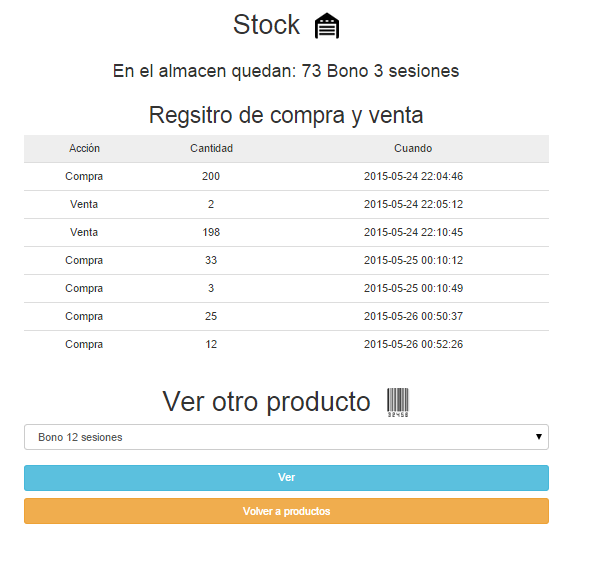 Stock
En el almacen quedan: 73 Bono 3 sesiones
Regsitro de compra y venta
Acción Cantidad Cuando
Compra 200 2015-05-24 22:04:46
Venta 2 2015-05-24 22:05:12
Venta 198 2015-05-24 22:10:45
Compra 33 2015-05-25 00:10:12
Compra 3 2015-05-25 00:10:49
Compra 25 2015-05-26 00:50:37
Compra 12 2015-05-26 00:52:26
Ver otro producto
Bono 12 sesiones
Ver
Volver a productos